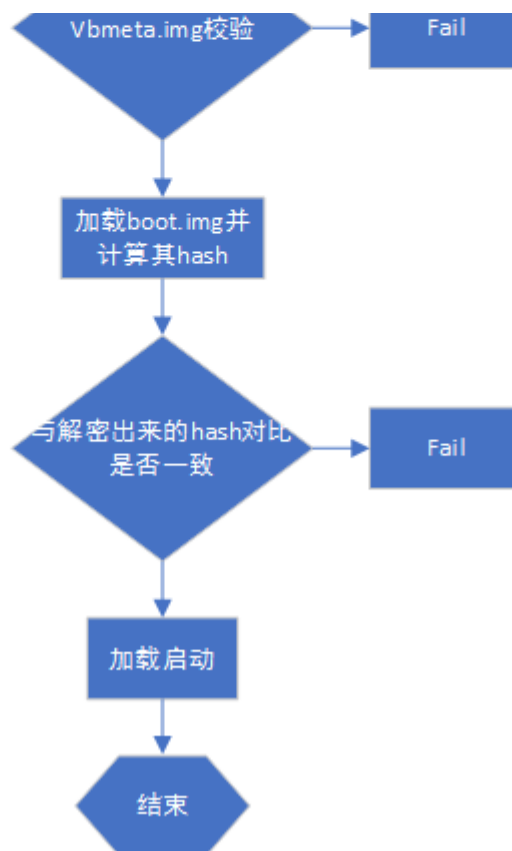 Vbmeta.img校验
Fail
加载boot.img并
计算其hash
与解密出来的hash对比
是否一致
Fail
加载启动
结束